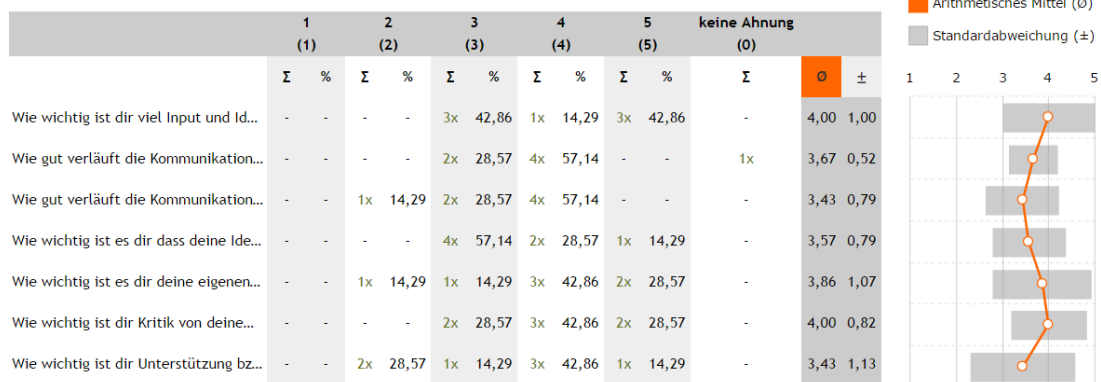 Arithmetisches Mittel (Ø)
Standardabweichung (±)
1 2 3 4 5 keine Ahnung
(1) (2) (3) (4) (5) (0)
Σ % Σ % Σ % Σ % Σ % Σ Ø ± 1 2 3 4 5
Wie wichtig ist dir viel Input und Id... - - - - 3x 42,86 1x 14,29 3x 42,86 - 4,00 1,00
Wie gut verläuft die Kommunikation... - - - - 2x 28,57 4x 57,14 - - 1x 3,67 0,52
Wie gut verläuft die Kommunikation... - - 1x 14,29 2x 28,57 4x 57,14 - - - 3,43 0,79
Wie wichtig ist es dir dass deine Ide... - - - - 4x 57,14 2x 28,57 1x 14,29 - 3,57 0,79
Wie wichtig ist es dir deine eigenen... - - 1x 14,29 1x 14,29 3x 42,86 2x 28,57 - 3,86 1,07
Wie wichtig ist dir Kritik von deine... - - - - 2x 28,57 3x 42,86 2x 28,57 - 4,00 0,82
Wie wichtig ist dir Unterstützung bz... - - 2x 28,57 1x 14,29 3x 42,86 1x 14,29 - 3,43 1,13